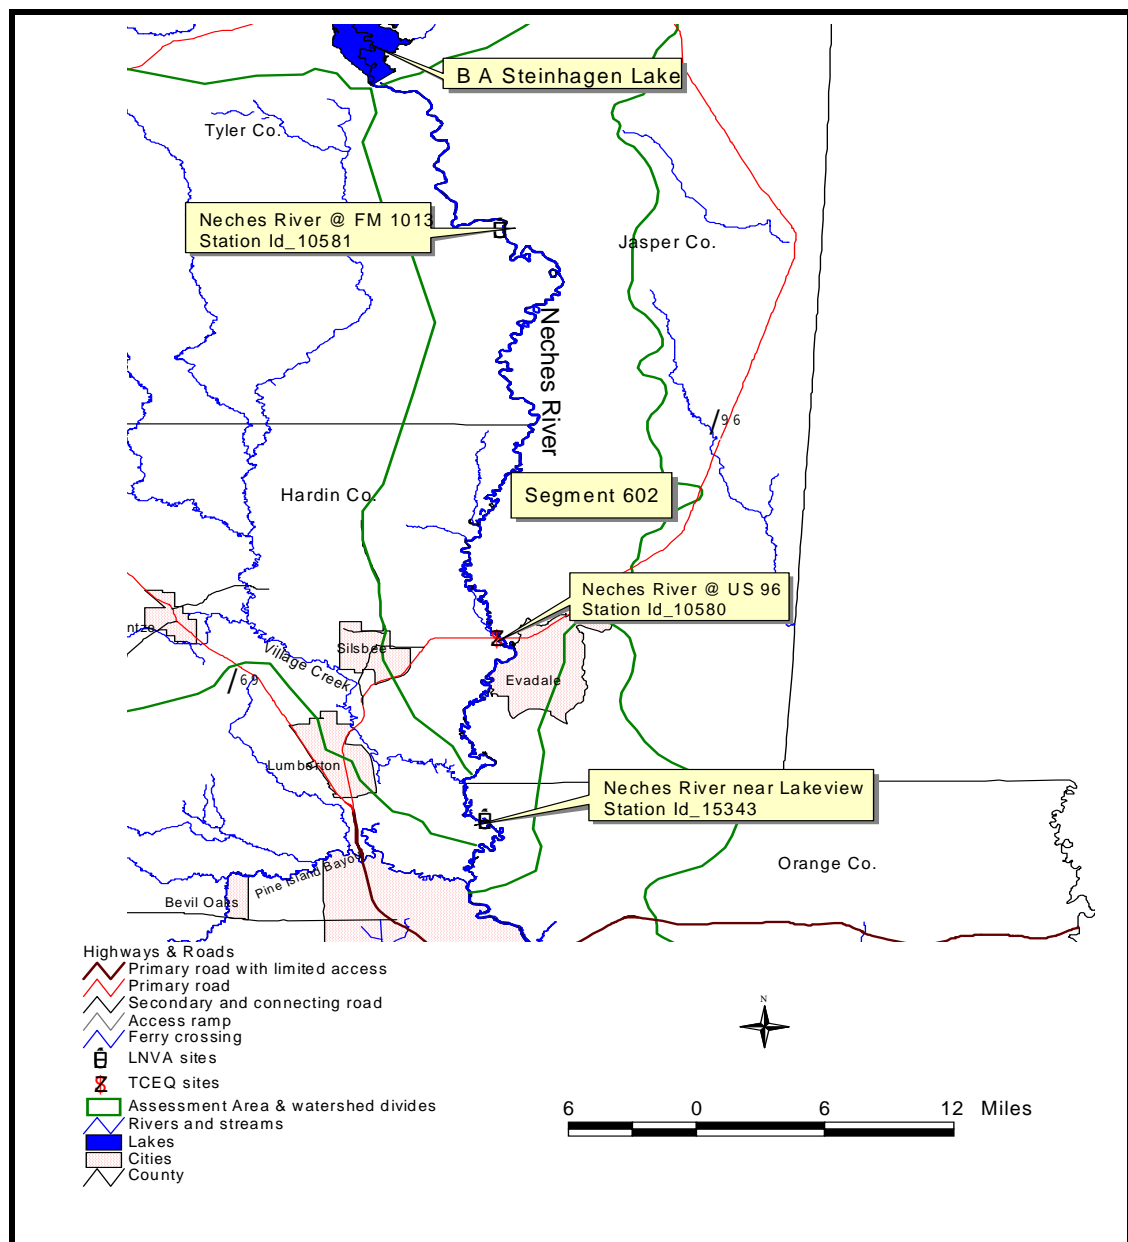 B A Steinhagen Lake
Tyler Co.
Neches River @ FM 1013
Station Id_10581
Jasper Co.
Neches River
96
Segment 602
Hardin Co.
Neches River @ US 96
Station Id_10580
ntze
Silsbee
Village Creek
69
Evadale
Lumberton
Neches River near Lakeview
Station Id_15343
Orange Co.
Pine Island Bayou
Bevil Oaks
Highways & Roads
Primary road with limited access
Primary road
Secondary and connecting road
Access ramp
Ferry crossing
LNVA sites
TCEQ sites
Assessment Area & watershed divides
Rivers and streams
Lakes
Cities
County
N
6 0 6 12 Miles